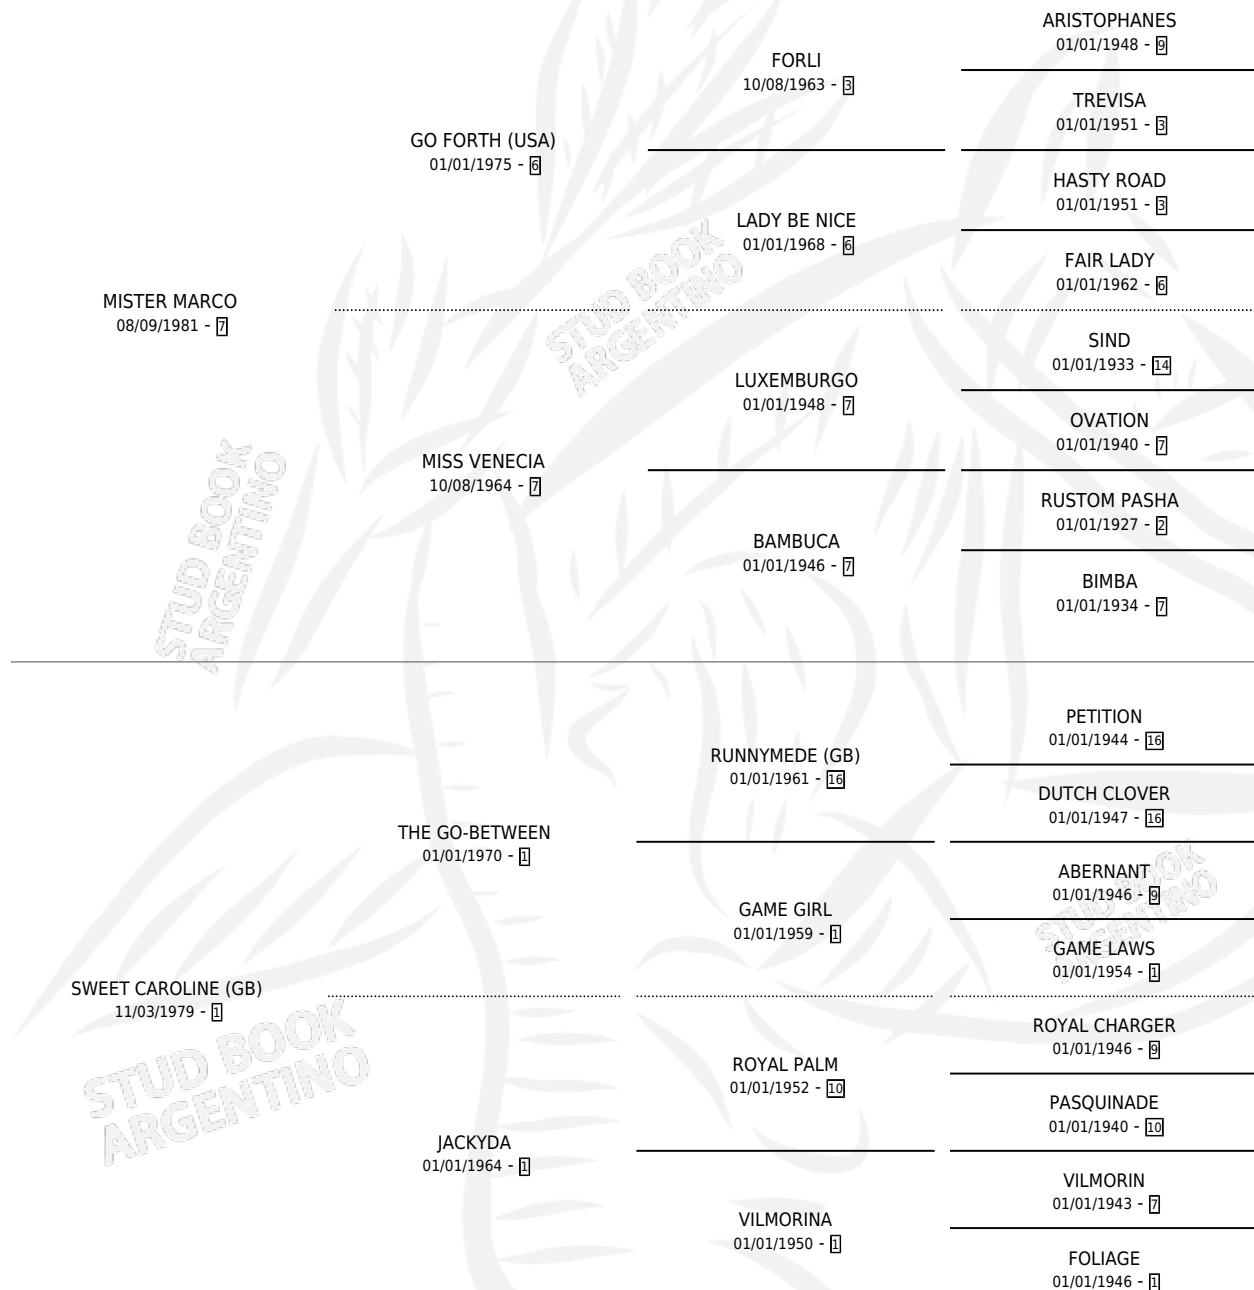 ARISTOPHANES
01/01/1948 - 9
FORLI
10/08/1963 - 3
TREVISA
01/01/1951 - 3
GO FORTH (USA)
01/01/1975 - 6
HASTY ROAD
01/01/1951 - 3
LADY BE NICE
01/01/1968 - 6
FAIR LADY
01/01/1962 - 6
MISTER MARCO
08/09/1981 - 7
STUD BOOK
ARGENTINO
SIND
01/01/1933 - 14
LUXEMBURGO
01/01/1948 - 7
OVATION
01/01/1940 - 7
MISS VENECIA
10/08/1964 - 7
RUSTOM PASHA
01/01/1927 - 2
BAMBUCA
01/01/1946 - 7
BIMBA
01/01/1934 - 7
STUD BOOK
ARGENTINO
PETITION
01/01/1944 - 16
RUNNYMEDE (GB)
01/01/1961 - 16
DUTCH CLOVER
01/01/1947 - 16
THE GO-BETWEEN
01/01/1970 - 1
ABERNANT
01/01/1946 - 9
GAME GIRL
01/01/1959 - 1
STUD BOOK
ARGENTINO
GAME LAWS
01/01/1954 - 1
SWEET CAROLINE (GB)
11/03/1979 - 1
STUD BOOK
ARGENTINO
ROYAL CHARGER
01/01/1946 - 9
ROYAL PALM
01/01/1952 - 10
PASQUINADE
01/01/1940 - 10
JACKYDA
01/01/1964 - 1
VILMORIN
01/01/1943 - 7
VILMORINA
01/01/1950 - 1
FOLIAGE
01/01/1946 - 1